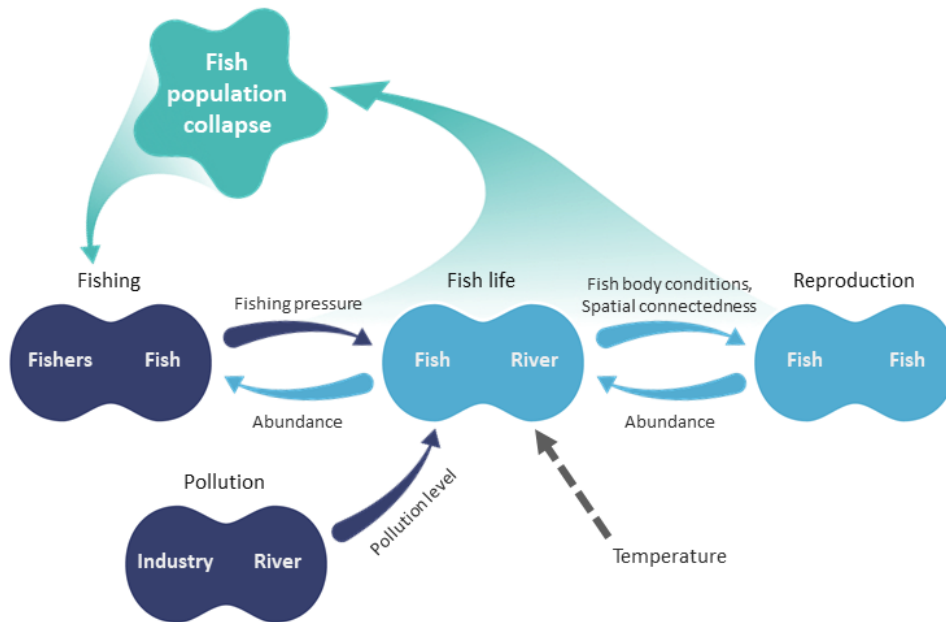 Fish
population
collapse
Fishing
Fish life
Reproduction
Fishing pressure
Fish body conditions,
Spatial connectedness
Fishers Fish
Fish River
Fish Fish
Abundance
Abundance
Pollution
Pollution level
Industry River
Temperature